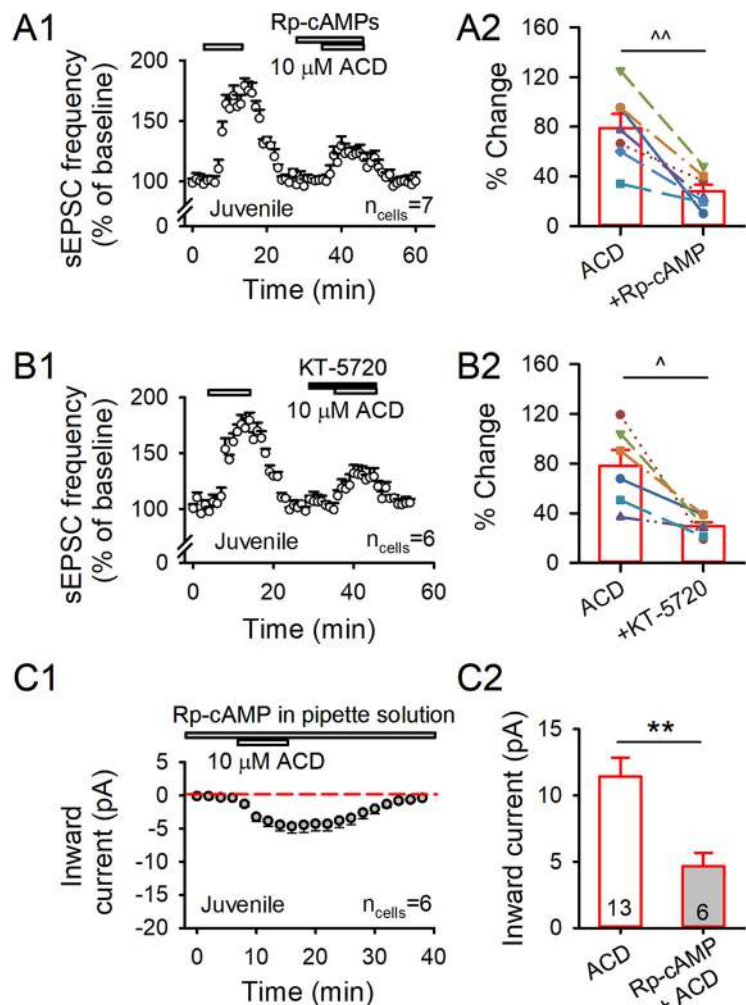 A1
Rp-cAMPs
10 μM ACD
200
150
100
0
sEPSC frequency
(% of baseline)
Juvenile
n_cells=7
0 20 40 60
Time (min)
A2
^^
160
120
80
40
0
% Change
ACD
+Rp-cAMP
B1
KT-5720
10 μM ACD
200
150
100
0
sEPSC frequency
(% of baseline)
Juvenile
n_cells=6
0 20 40 60
Time (min)
B2
^
160
120
80
40
0
% Change
ACD
+KT-5720
C1
Rp-cAMP in pipette solution
10 μM ACD
5
0
-5
-10
-15
-20
Inward
current (pA)
Juvenile
n_cells=6
0 10 20 30 40
Time (min)
C2
**
15
10
5
0
Inward current (pA)
13
6
ACD
Rp-cAMP
+ ACD